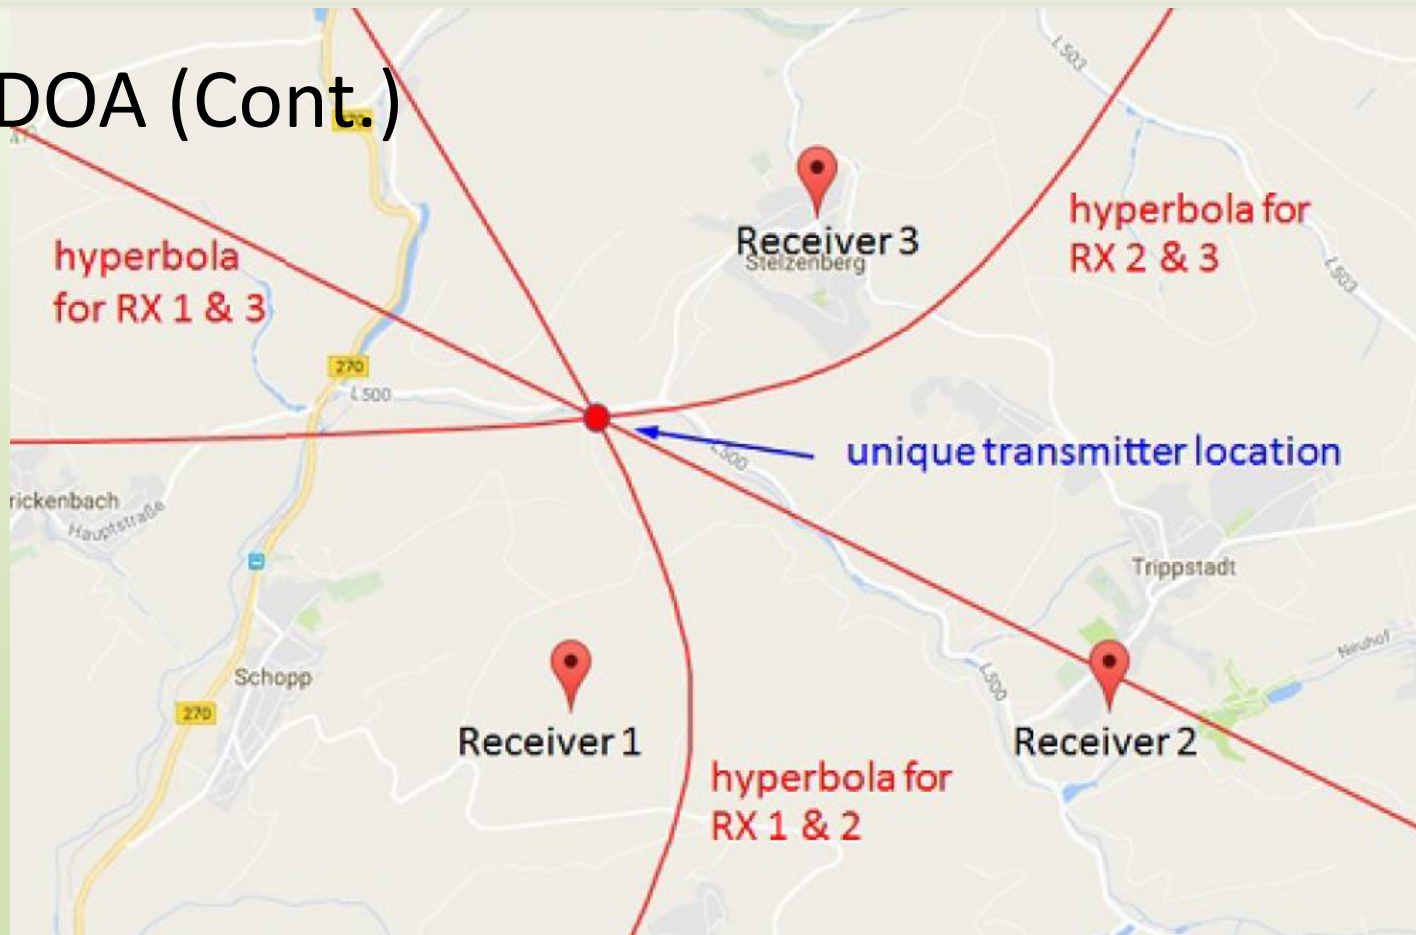 DOA (Cont.)
L 503
hyperbola for
RX 2 & 3
hyperbola
for RX 1 & 3
Receiver 3
Stelzenberg
L 503
270
L 500
unique transmitter location
L 500
rickenbach
Hauptstraße
Trippstadt
Neuhof
Schopp
L 500
270
Receiver 1
Receiver 2
hyperbola for
RX 1 & 2